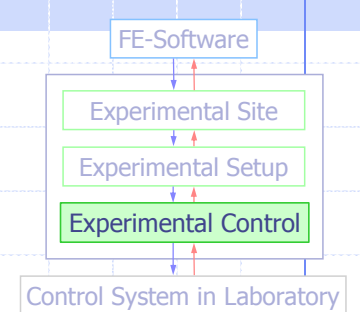 FE-Software
Experimental Site
Experimental Setup
Experimental Control
Control System in Laboratory